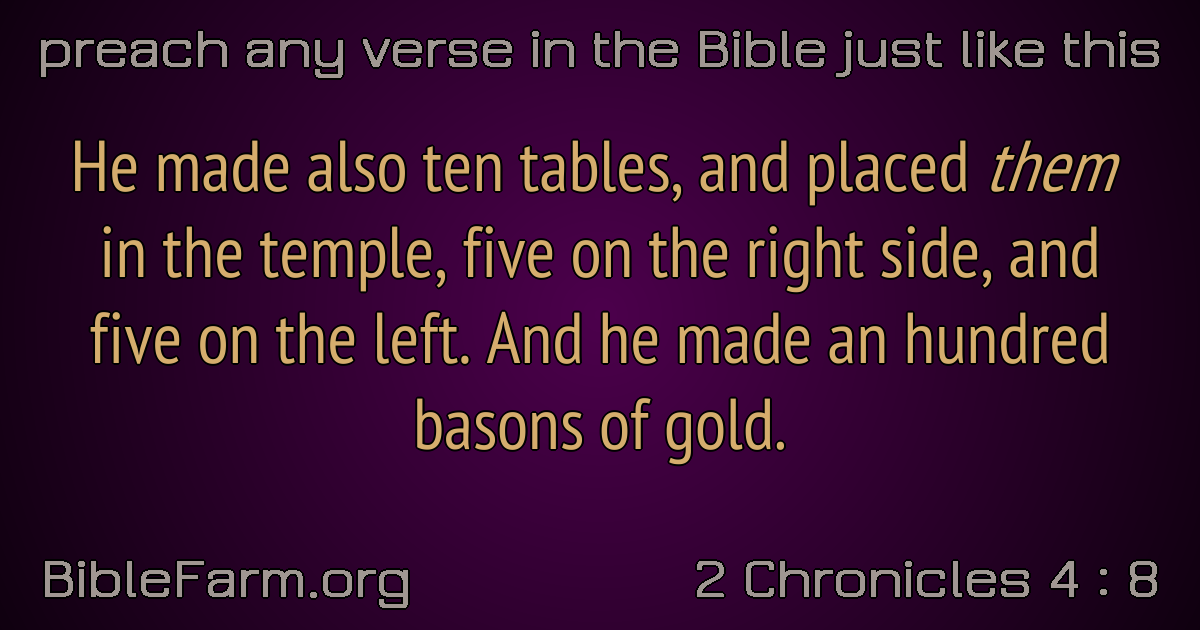 preach any verse in the Bible just like this
He made also ten tables, and placed them
in the temple, five on the right side, and
five on the left. And he made an hundred
basons of gold.
BibleFarm.org
2 Chronicles 4 : 8